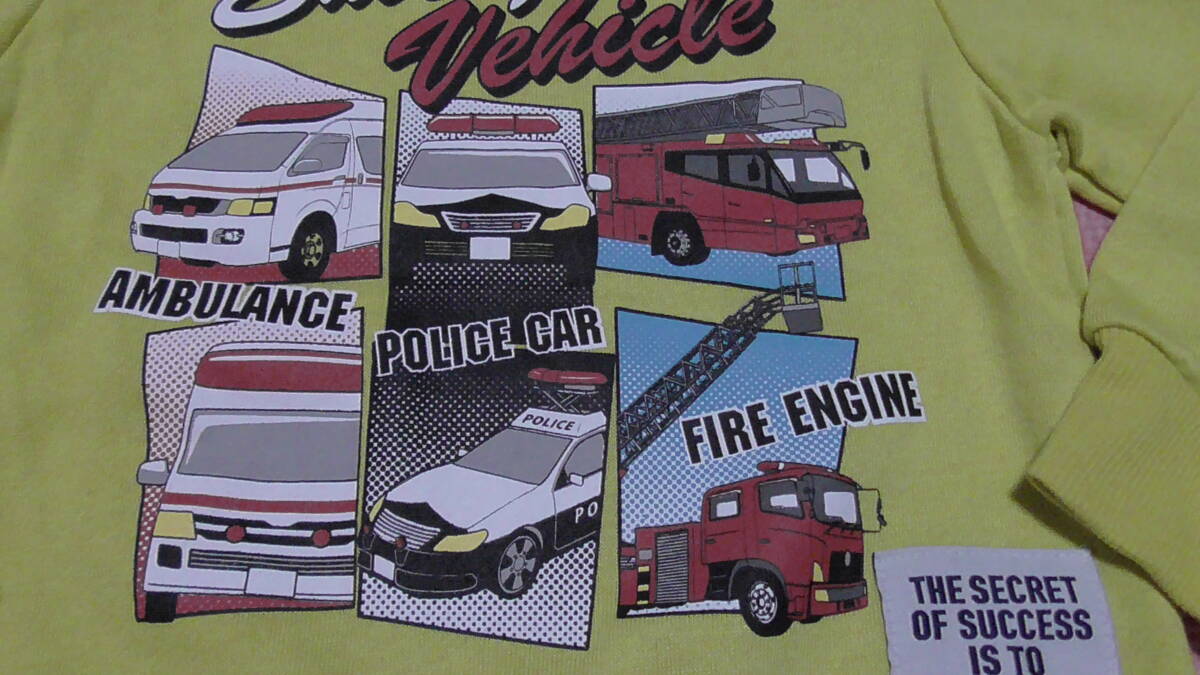 Vehicle
AMBULANCE
POLICE CAR
POLICE
FIRE ENGINE
PO
THE SECRET
OF SUCCESS
IS TO